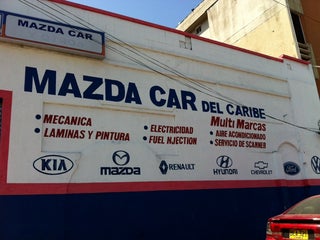 MAZDA CAR
MAZDA CAR DEL CARIBE
Multi Marcas
• MECANICA
• LAMINAS Y PINTURA
• ELECTRICIDAD
FUEL INJECTION
• AIRE ACONDICIONADO
• SERVICIO DE SCANNER
KIA
mazda
RENAULT
HYUNDAI
CHEVROLET
Ford